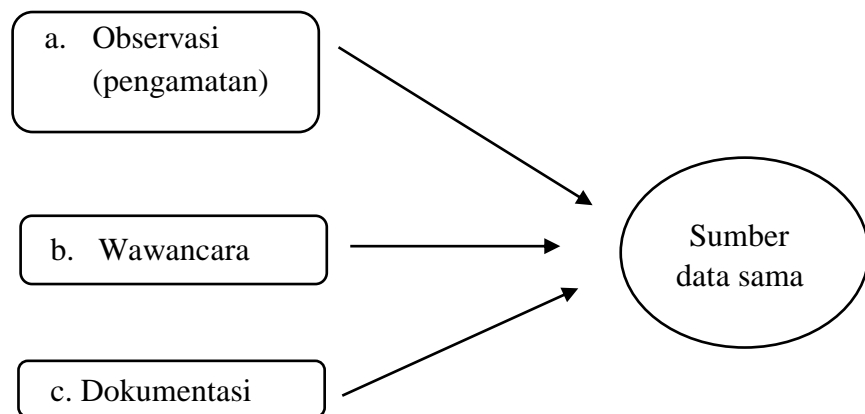 a. Observasi
(pengamatan)
b. Wawancara
c. Dokumentasi
Sumber
data sama